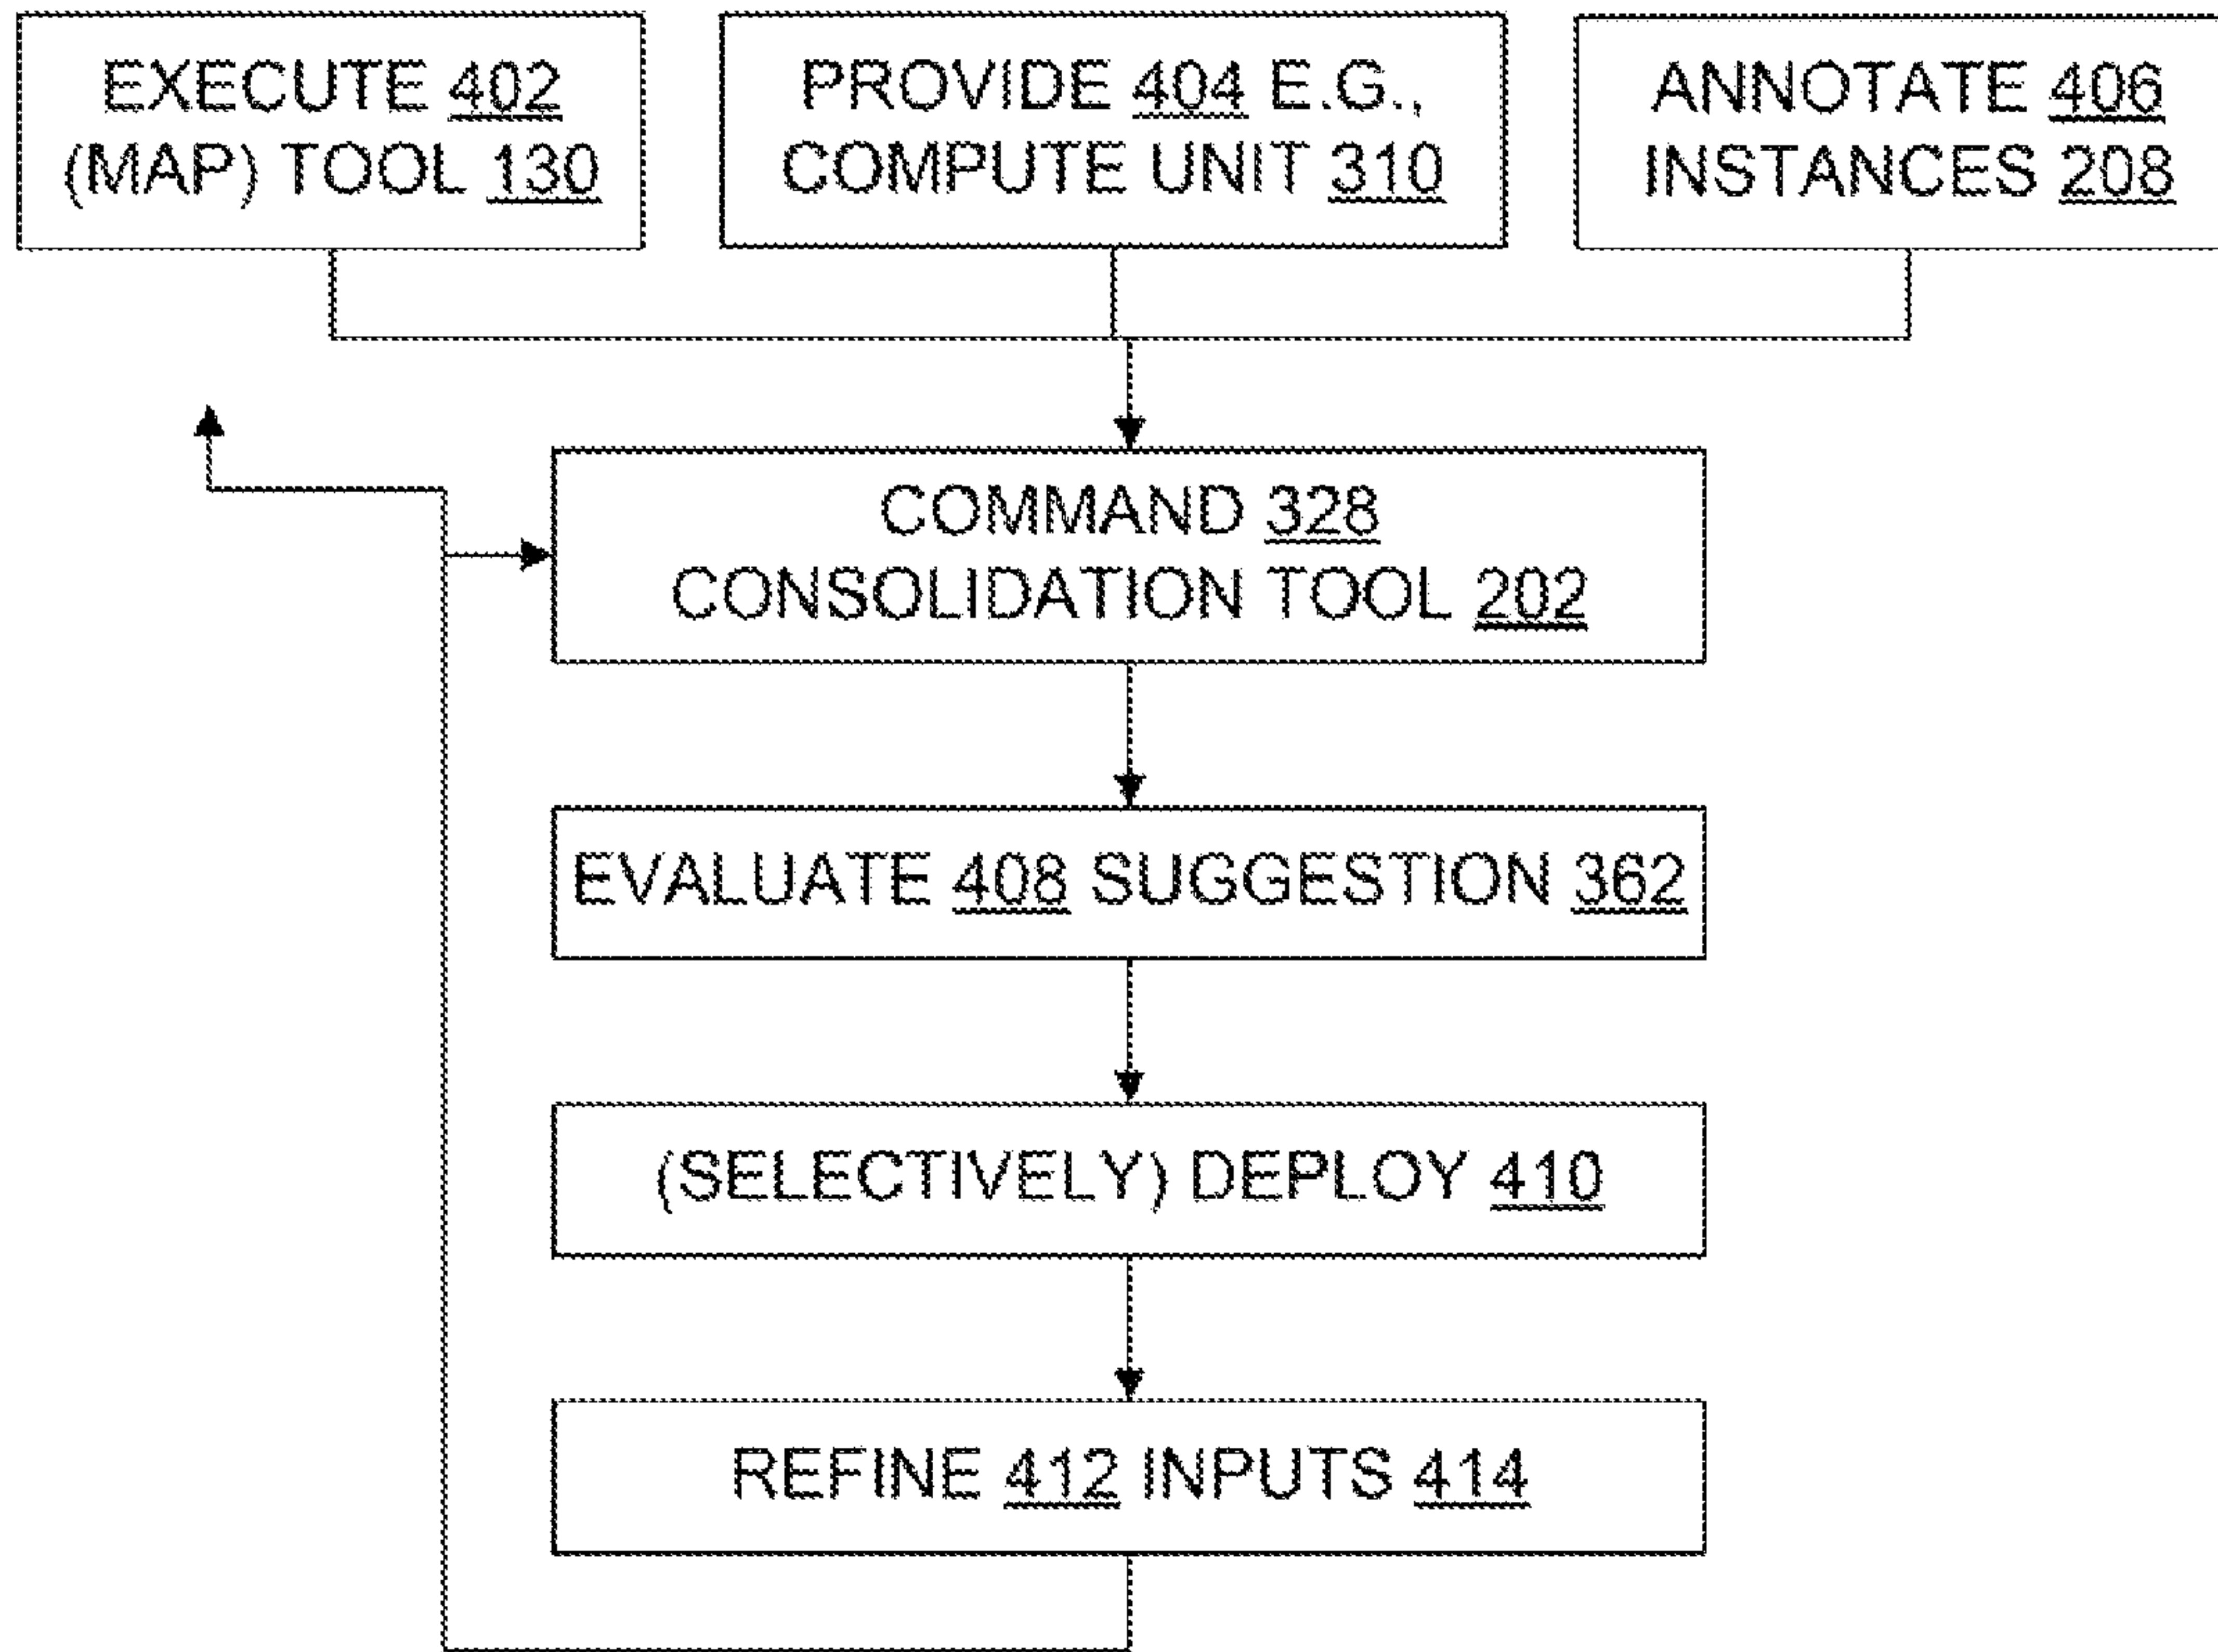 EXECUTE 402
(MAP) TOOL 130
PROVIDE 404 E.G.,
COMPUTE UNIT 310
ANNOTATE 406
INSTANCES 208
COMMAND 328
CONSOLIDATION TOOL 202
EVALUATE 408 SUGGESTION 362
(SELECTIVELY) DEPLOY 410
REFINE 412 INPUTS 414